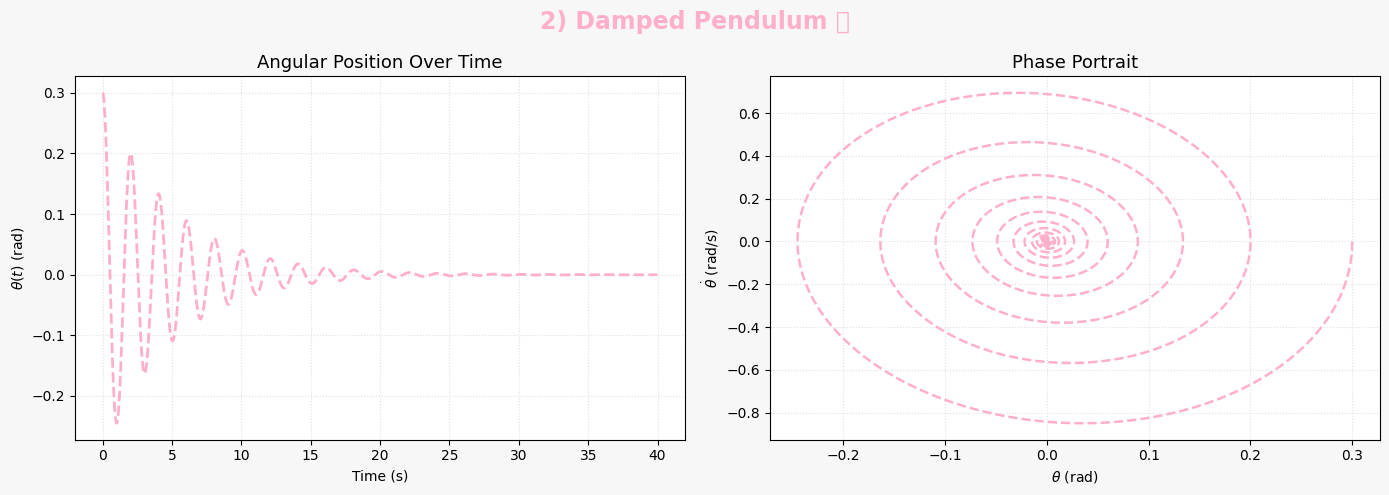 2) Damped Pendulum
Angular Position Over Time
θ(t) (rad)
0.3
0.2
0.1
0.0
−0.1
−0.2
0 5 10 15 20 25 30 35 40
Time (s)
Phase Portrait
θ̇ (rad/s)
0.6
0.4
0.2
0.0
−0.2
−0.4
−0.6
−0.8
−0.2 −0.1 0.0 0.1 0.2 0.3
θ (rad)